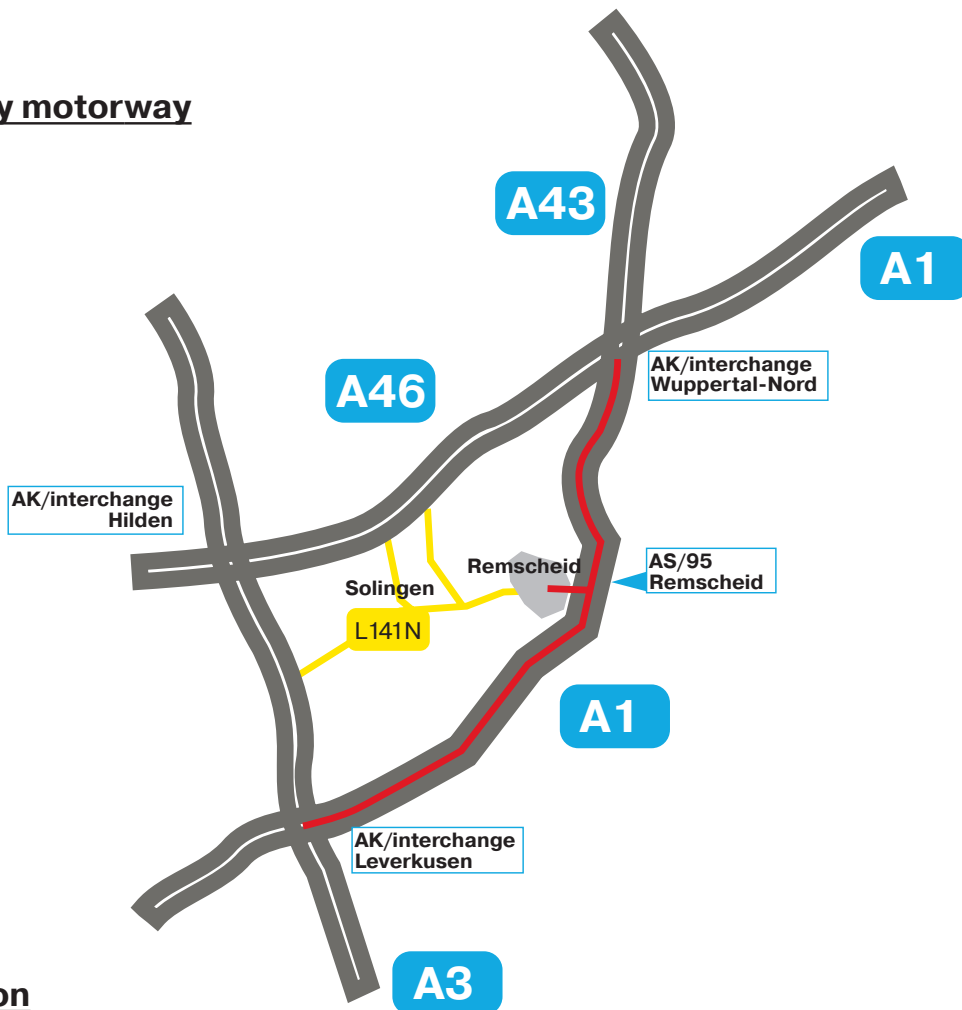 y motorway
A43
A1
AK/interchange
Wuppertal-Nord
A46
AK/interchange
Hilden
Remscheid
AS/95
Remscheid
Solingen
L141N
A1
AK/interchange
Leverkusen
A3
on